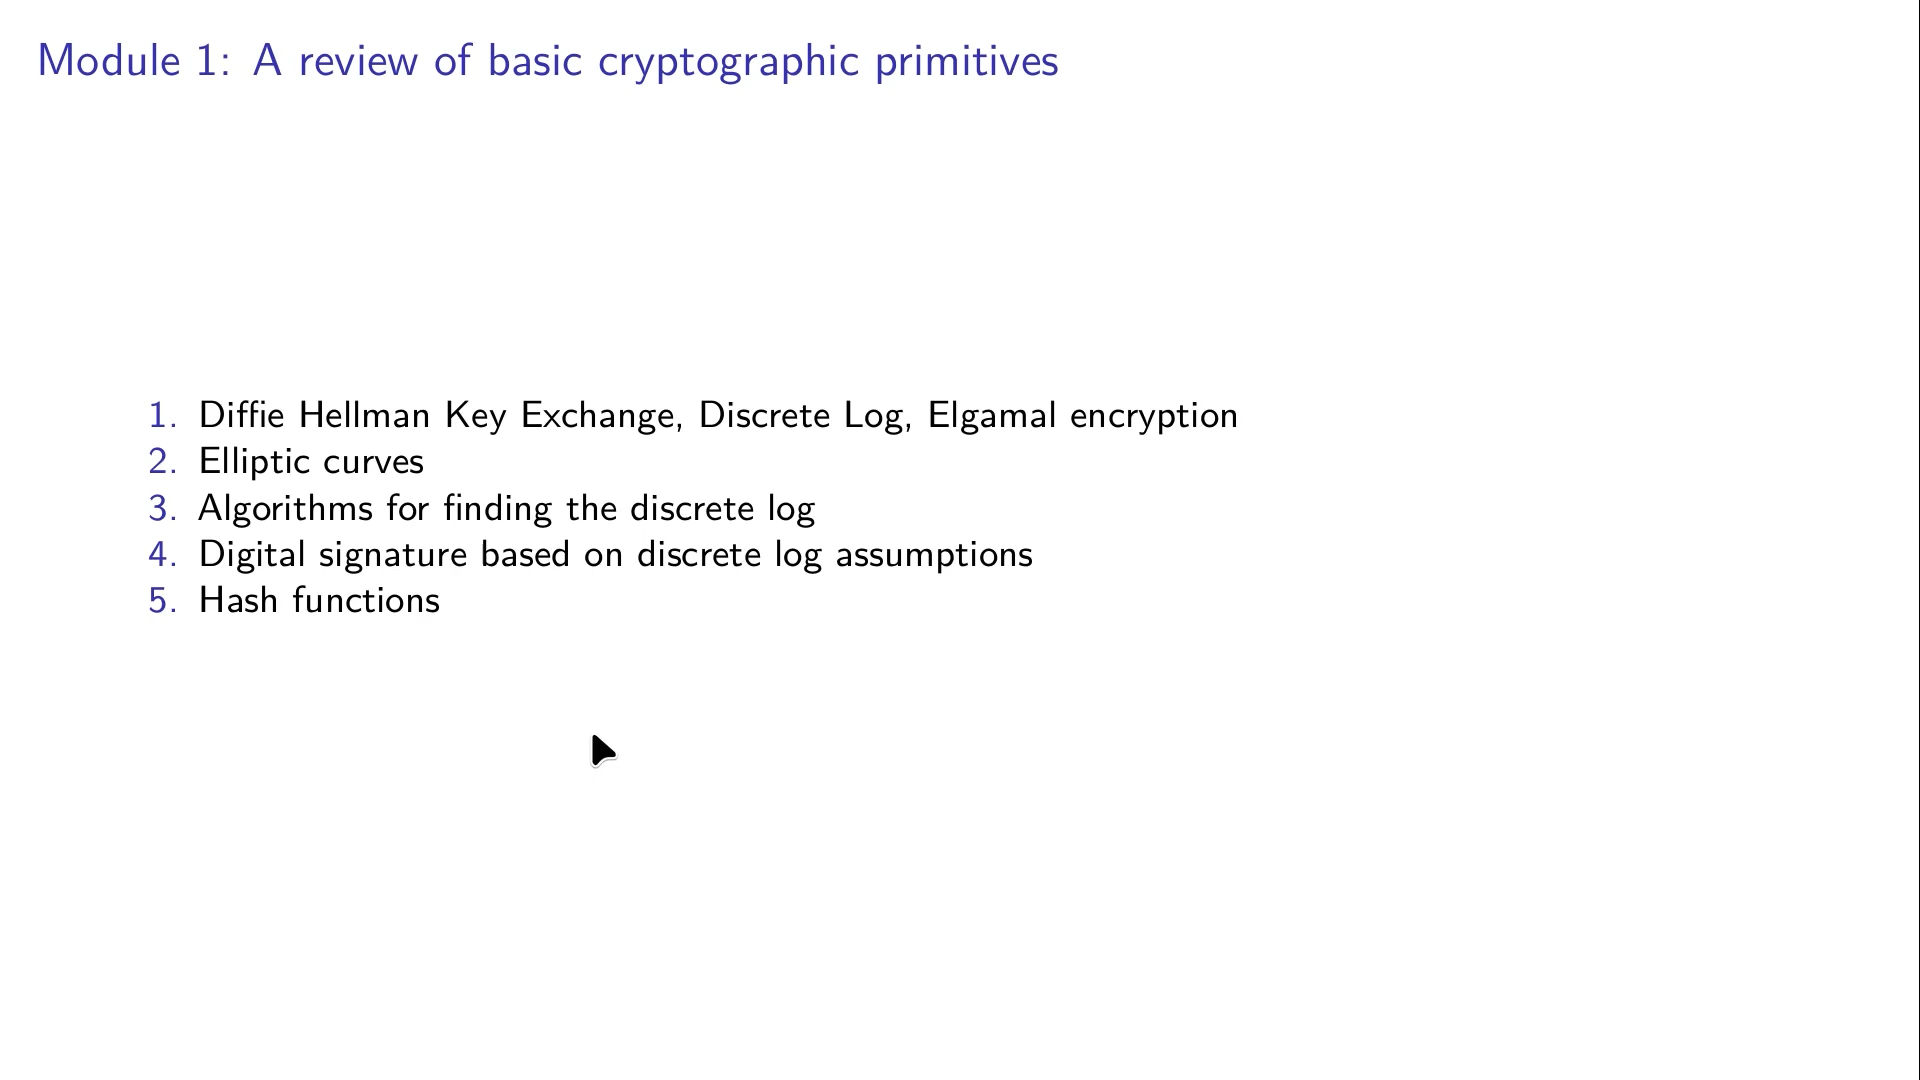 Module 1: A review of basic cryptographic primitives
1. Diffie Hellman Key Exchange, Discrete Log, Elgamal encryption
2. Elliptic curves
3. Algorithms for finding the discrete log
4. Digital signature based on discrete log assumptions
5. Hash functions